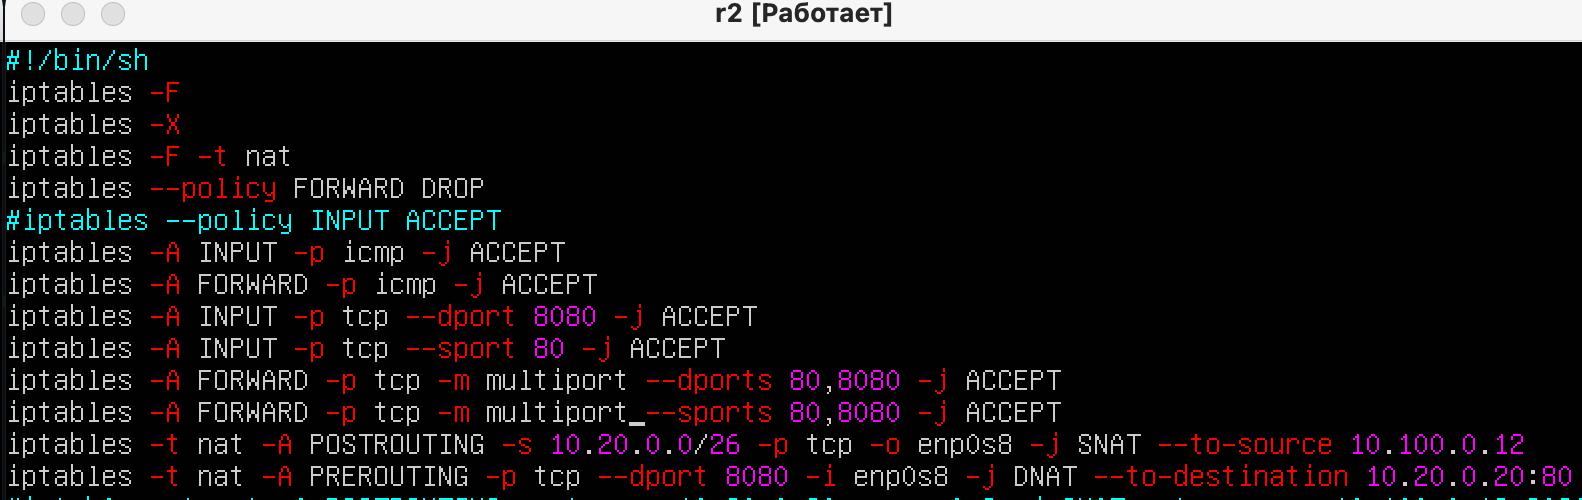 r2 [Работает]
#!/bin/sh
iptables -F
iptables -X
iptables -F -t nat
iptables --policy FORWARD DROP
#iptables --policy INPUT ACCEPT
iptables -A INPUT -p icmp -j ACCEPT
iptables -A FORWARD -p icmp -j ACCEPT
iptables -A INPUT -p tcp --dport 8080 -j ACCEPT
iptables -A INPUT -p tcp --sport 80 -j ACCEPT
iptables -A FORWARD -p tcp -m multiport --dports 80,8080 -j ACCEPT
iptables -A FORWARD -p tcp -m multiport --sports 80,8080 -j ACCEPT
iptables -t nat -A POSTROUTING -s 10.20.0.0/26 -p tcp -o enp0s8 -j SNAT --to-source 10.100.0.12
iptables -t nat -A PREROUTING -p tcp --dport 8080 -i enp0s8 -j DNAT --to-destination 10.20.0.20:80